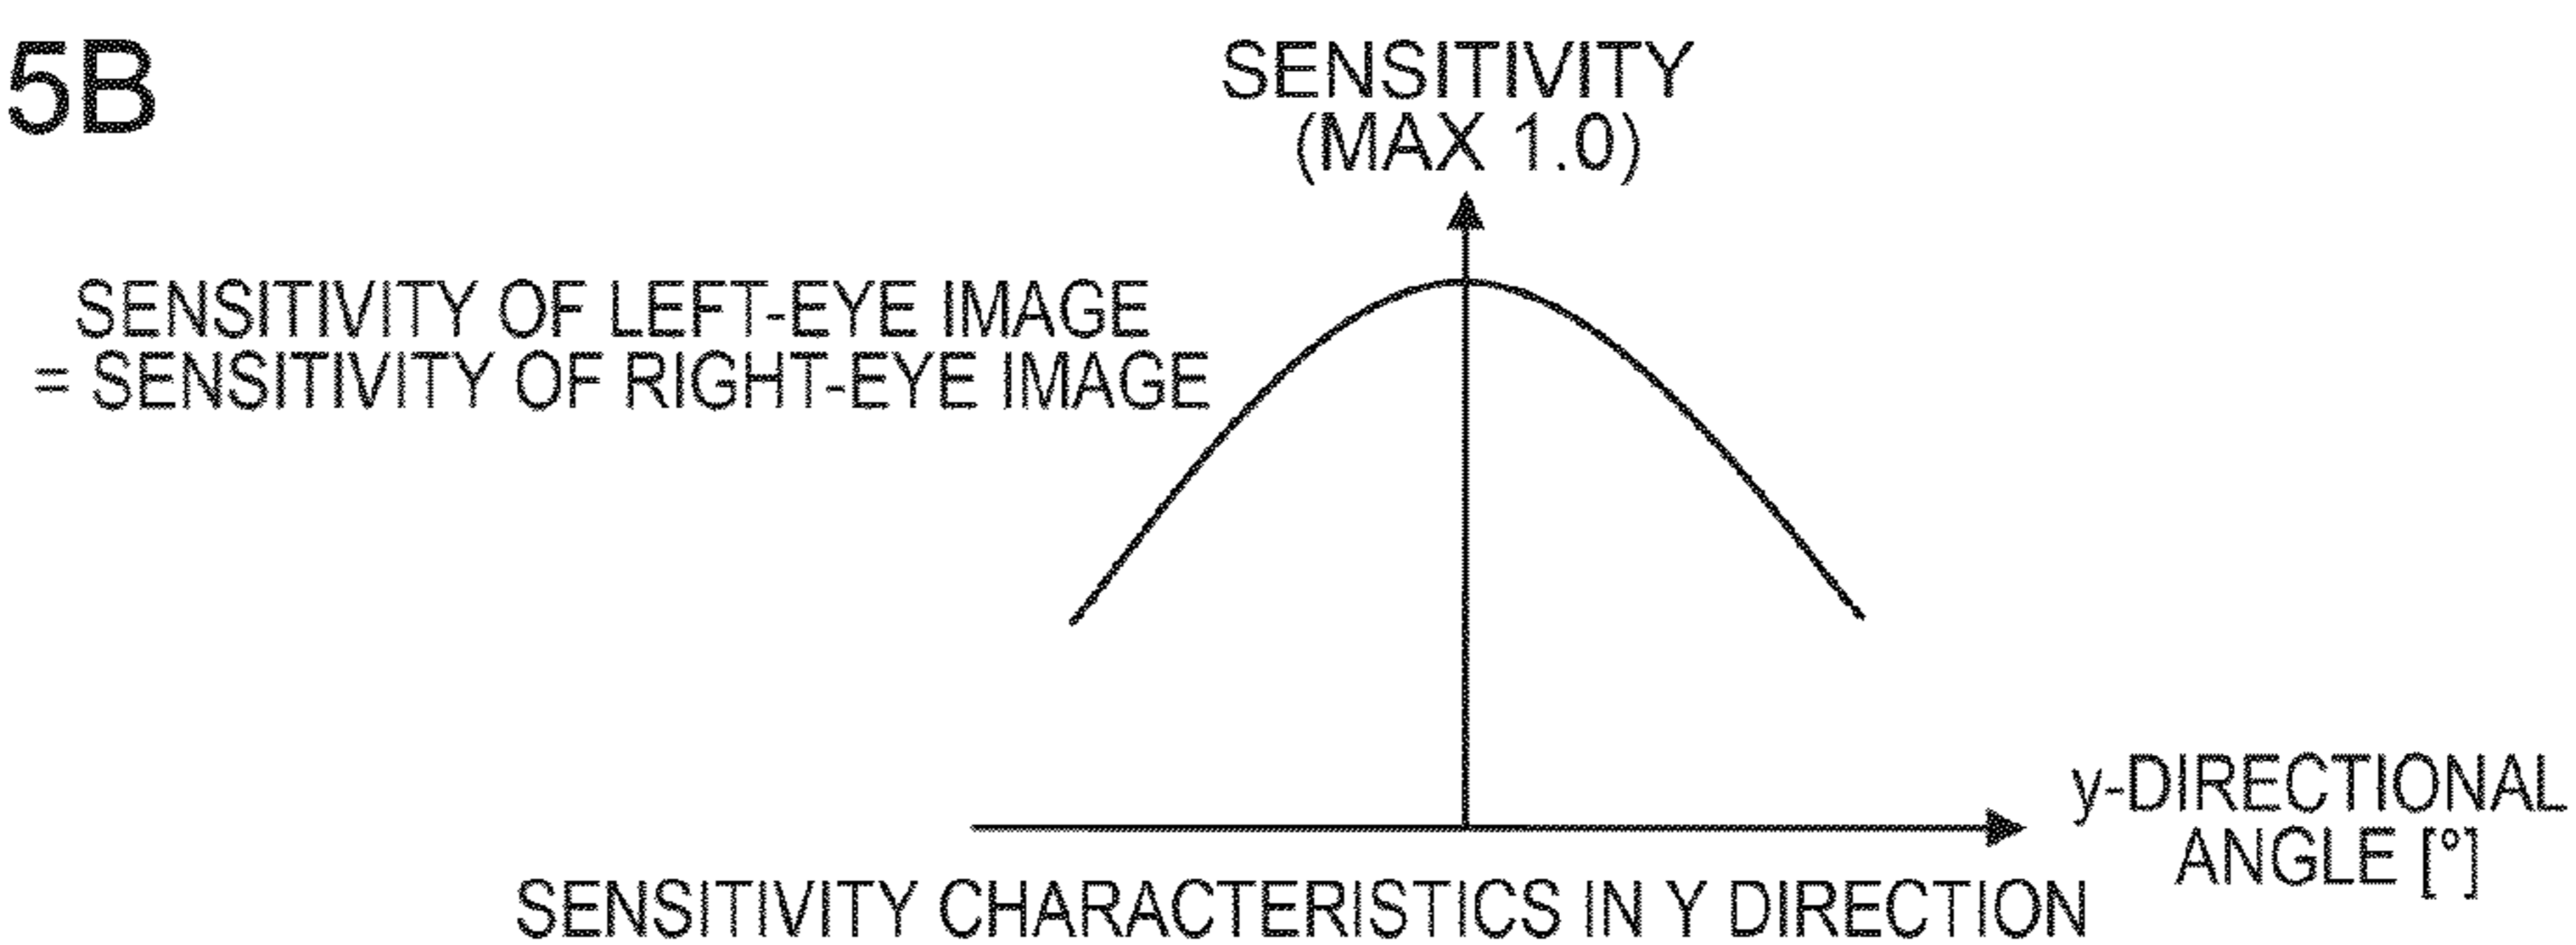 5B
SENSITIVITY
(MAX 1.0)
SENSITIVITY OF LEFT-EYE IMAGE
= SENSITIVITY OF RIGHT-EYE IMAGE
y-DIRECTIONAL
ANGLE [°]
SENSITIVITY CHARACTERISTICS IN Y DIRECTION